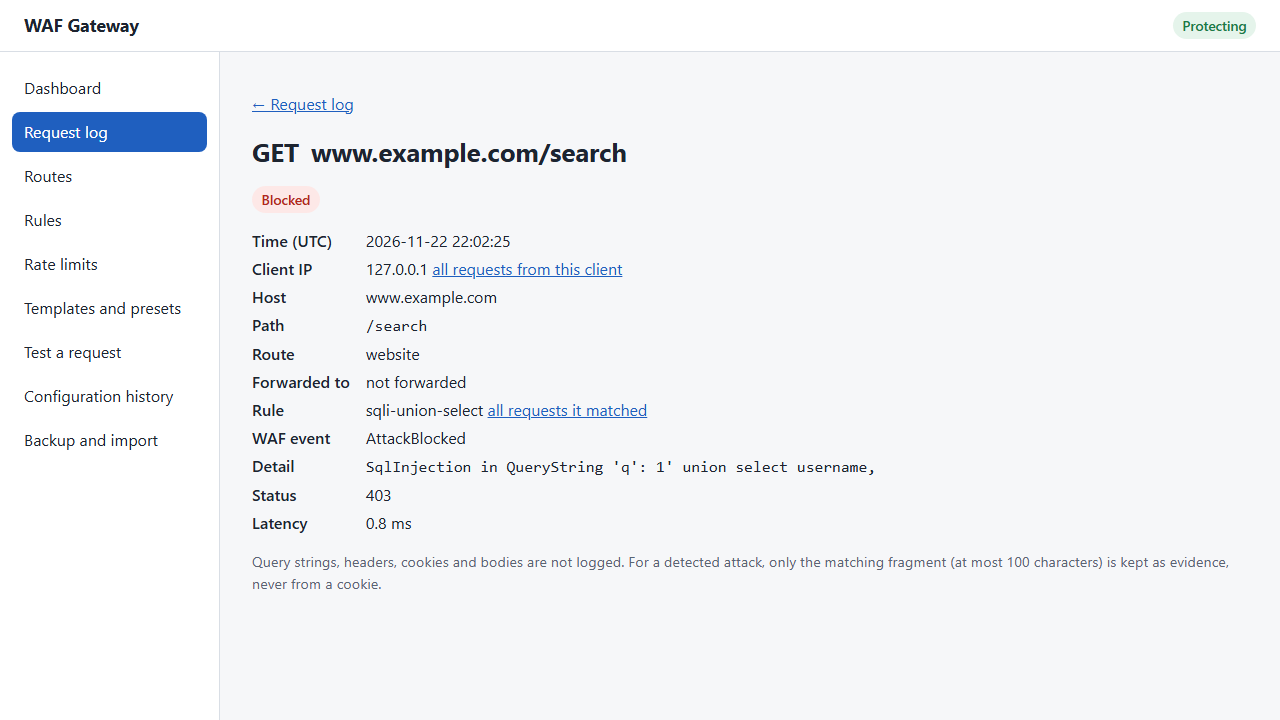 WAF Gateway
Protecting
Dashboard
Request log
Routes
Rules
Rate limits
Templates and presets
Test a request
Configuration history
Backup and import
← Request log
GET www.example.com/search
Blocked
Time (UTC) 2026-11-22 22:02:25
Client IP 127.0.0.1 all requests from this client
Host www.example.com
Path /search
Route website
Forwarded to not forwarded
Rule sqli-union-select all requests it matched
WAF event AttackBlocked
Detail SqlInjection in QueryString 'q': 1' union select username,
Status 403
Latency 0.8 ms
Query strings, headers, cookies and bodies are not logged. For a detected attack, only the matching fragment (at most 100 characters) is kept as evidence,
never from a cookie.